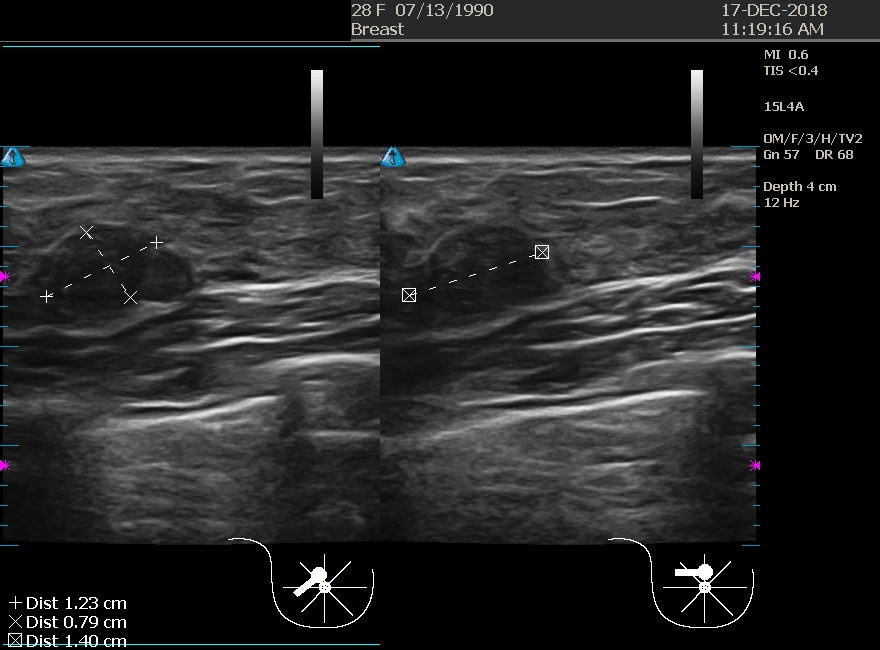 28 F 07/13/1990
17-DEC-2018
Breast
11:19:16 AM
MI 0.6
TIS <0.4
15L4A
OM/F/3/H/TV2
Gn 57 DR 68
Depth 4 cm
12 Hz
Dist 1.23 cm
Dist 0.79 cm
Dist 1.40 cm